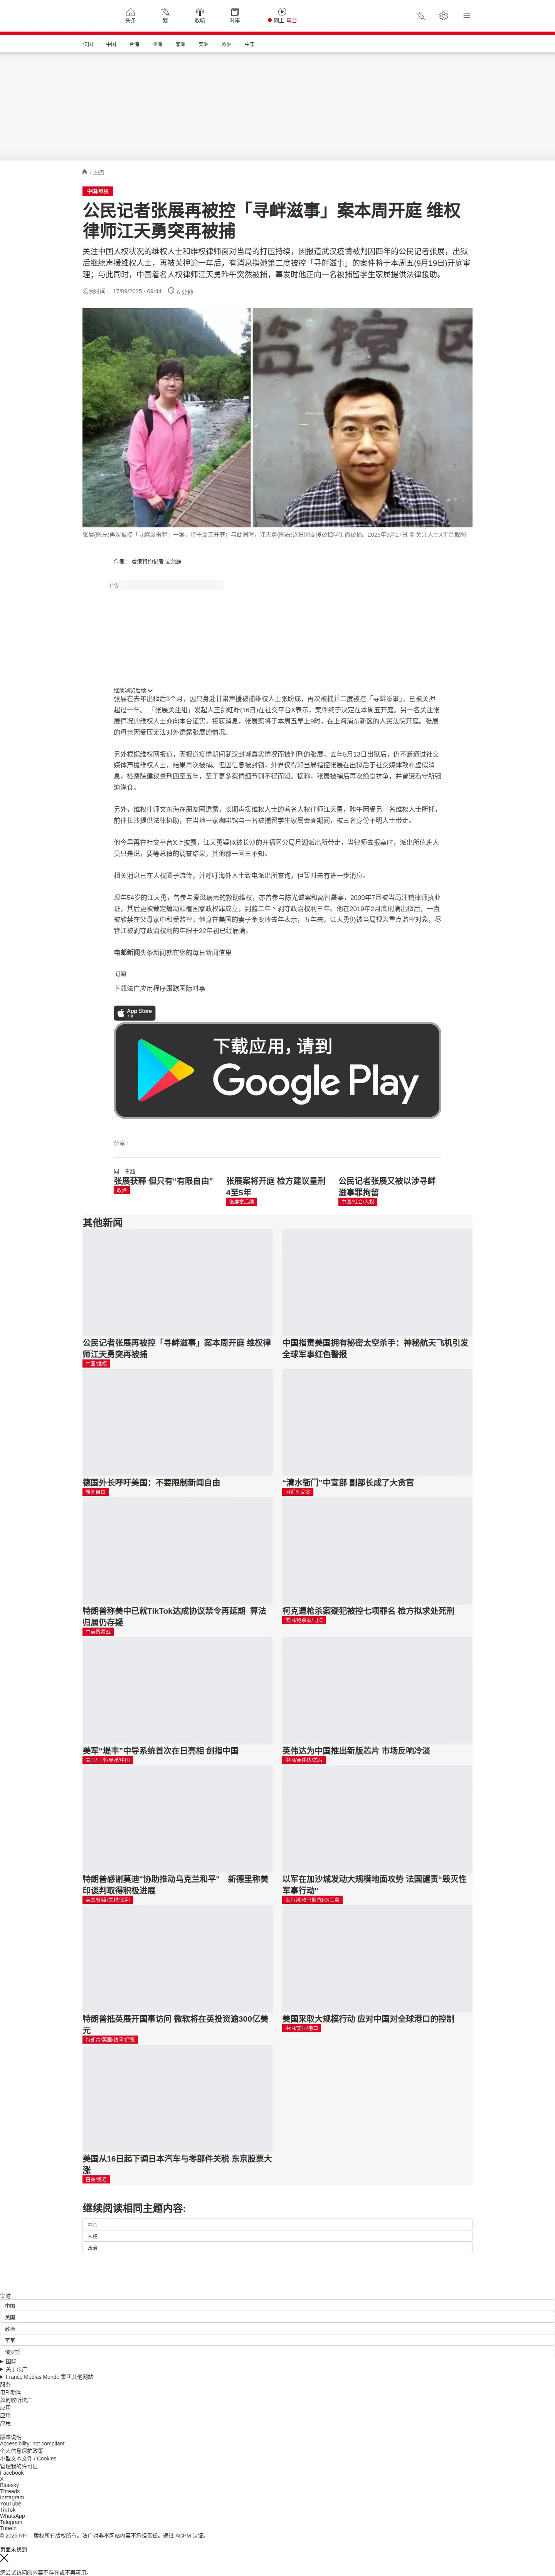 头条
繁
收听
时事
网上 电台
法国
中国
台海
亚洲
非洲
美洲
欧洲
中东
/ 中国
中国/维权
公民记者张展再被控「寻衅滋事」案本周开庭 维权
律师江天勇突再被捕
关注中国人权状况的维权人士和维权律师面对当局的打压持续，因报道武汉疫情被判囚四年的公民记者张展，出狱
后继续声援维权人士，再被关押逾一年后，有消息指她第二度被控「寻衅滋事」的案件将于本周五(9月19日)开庭审
理；与此同时，中国着名人权律师江天勇昨午突然被捕，事发时他正向一名被捕留学生家属提供法律援助。
发表时间： 17/09/2025 - 09:44
6 分钟
张展(图左)再次被控「寻衅滋事罪」一案，将于周五开庭；与此同时，江天勇(图右)近日因支援被扣学生而被捕。2025年9月17日 © 关注人士X平台截图
作者： 香港特约记者 麦燕庭
广告
继续浏览后续
张展在去年出狱后3个月，因只身赴甘肃声援被捕维权人士张盼成，再次被捕并二度被控「寻衅滋事」，已被关押
超过一年。 「张展关注组」发起人王剑虹昨(16日)在社交平台X表示，案件终于决定在本周五开庭。另一名关注张
展情况的维权人士亦向本台证实，接获消息，张展案将于本周五早上9时，在上海浦东新区的人民法院开庭。张展
的母亲因受压无法对外透露张展的情况。
另外根据维权网报道，因报道疫情期间武汉封城真实情况而被判刑的张展，去年5月13日出狱后，仍不断通过社交
媒体声援维权人士，结果再次被捕。但因信息被封锁，外界仅得知当局指控张展在出狱后于社交媒体散布虚假消
息，检察院建议量刑四至五年，至于更多案情细节则不得而知。据称，张展被捕后再次绝食抗争，并曾遭看守所强
迫灌食。
另外，维权律师文东海在朋友圈透露，长期声援维权人士的着名人权律师江天勇，昨午因受另一名维权人士所托，
前往长沙提供法律协助，在当地一家咖啡馆与一名被捕留学生家属会面期间，被三名身份不明人士带走。
他今早再在社交平台X上披露，江天勇疑似被长沙的开福区分局月湖派出所带走，当律师去报案时，派出所值班人
员只是说，要等总值的调查结果，其他都一问三不知。
相关消息已在人权圈子流传，并呼吁海外人士致电派出所查询，但暂时未有进一步消息。
现年54岁的江天勇，曾参与爱滋病患的救助维权，亦曾参与陈光诚案和高智晟案，2009年7月被当局注销律师执业
证，其后更被裁定煽动颠覆国家政权罪成立，判监二年丶剥夺政治权利三年。他在2019年2月底刑满出狱后，一直
被软禁在父母家中和受监控；他身在美国的妻子金变玲去年表示，五年来，江天勇仍被当局视为重点监控对象，尽
管江被剥夺政治权利的年限于22年初已经届满。
电邮新闻头条新闻就在您的每日新闻信里
订阅
下载法广应用程序跟踪国际时事
App Store
下载
下载应用，请到
Google Play
分享：
同一主题
张展获释 但只有"有限自由"
政治
张展案将开庭 检方建议量刑
4至5年
张展案后续
公民记者张展又被以涉寻衅
滋事罪拘留
中国/社会/人权
其他新闻
公民记者张展再被控「寻衅滋事」案本周开庭 维权律
师江天勇突再被捕
中国/维权
中国指责美国拥有秘密太空杀手：神秘航天飞机引发
全球军事红色警报
德国外长呼吁美国：不要限制新闻自由
新闻自由
“清水衙门”中宣部 副部长成了大贪官
习近平反贪
特朗普称美中已就TikTok达成协议禁令再延期 算法
归属仍存疑
中美贸易战
柯克遭枪杀案疑犯被控七项罪名 检方拟求处死刑
美国/枪杀案/司法
美军"堤丰"中导系统首次在日亮相 剑指中国
美国/日本/导弹/中国
英伟达为中国推出新版芯片 市场反响冷淡
中国/英伟达/芯片
特朗普感谢莫迪"协助推动乌克兰和平" 新德里称美
印谈判取得积极进展
美国/印度/关税/谈判
以军在加沙城发动大规模地面攻势 法国谴责"毁灭性
军事行动"
以色列/哈马斯/加沙/军事
特朗普抵英展开国事访问 微软将在英投资逾300亿美
元
特朗普/英国/访问/经贸
美国采取大规模行动 应对中国对全球港口的控制
中国/美国/港口
美国从16日起下调日本汽车与零部件关税 东京股票大
涨
日美/贸易
继续阅读相同主题内容:
中国
人权
政治
实时
中国
美国
政治
军事
俄罗斯
国际
关于法广
France Médias Monde 集团其他网站
服务
电邮新闻
如何收听法广
应用
应用
应用
版本说明
Accessibility: not compliant
个人信息保护政策
小型文本文件 / Cookies
管理我的许可证
Facebook
X
Bluesky
Threads
Instagram
YouTube
TikTok
WhatsApp
Telegram
TuneIn
© 2025 RFI – 版权所有版权所有。法广对非本网站内容不承担责任。通过 ACPM 认证。
页面未找到
您尝试访问的内容不存在或不再可用。